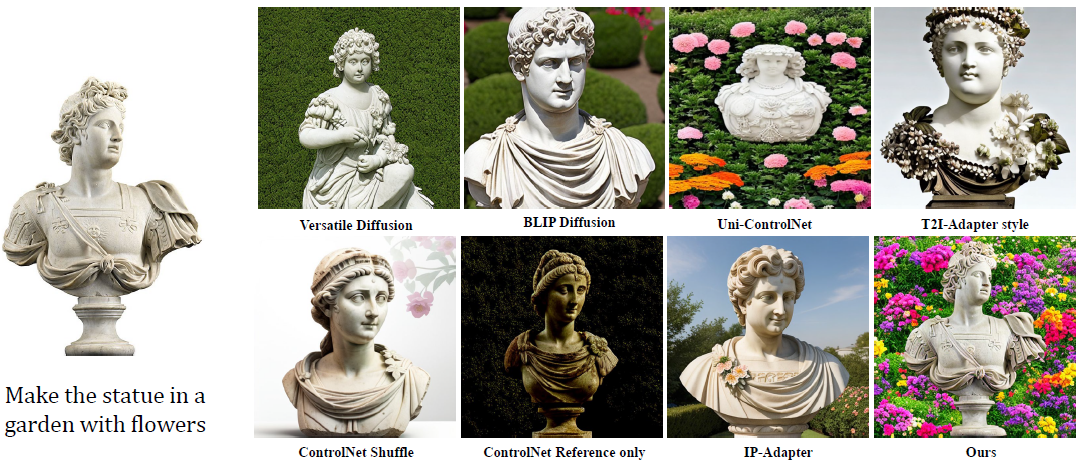 Versatile Diffusion
BLIP Diffusion
Uni-ControlNet
T2I-Adapter style
Make the statue in a
garden with flowers
ControlNet Shuffle
ControlNet Reference only
IP-Adapter
Ours